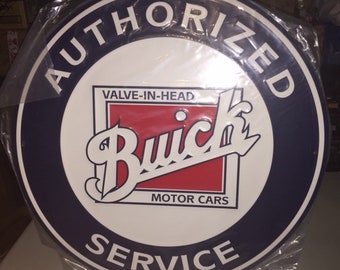 AUTHORIZED
VALVE-IN-HEAD
Buick
MOTOR CARS
SERVICE